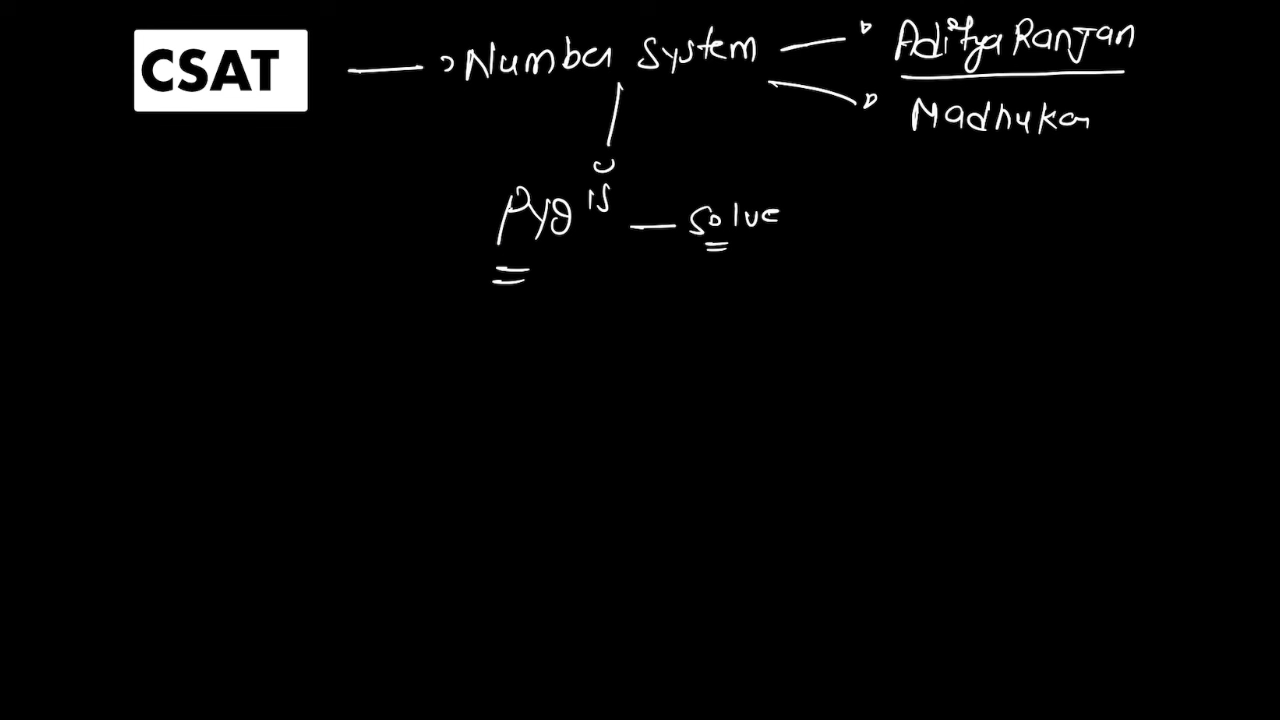 CSAT — Number System — Aditya Ranjan
Madhukar
PYQ's — solve